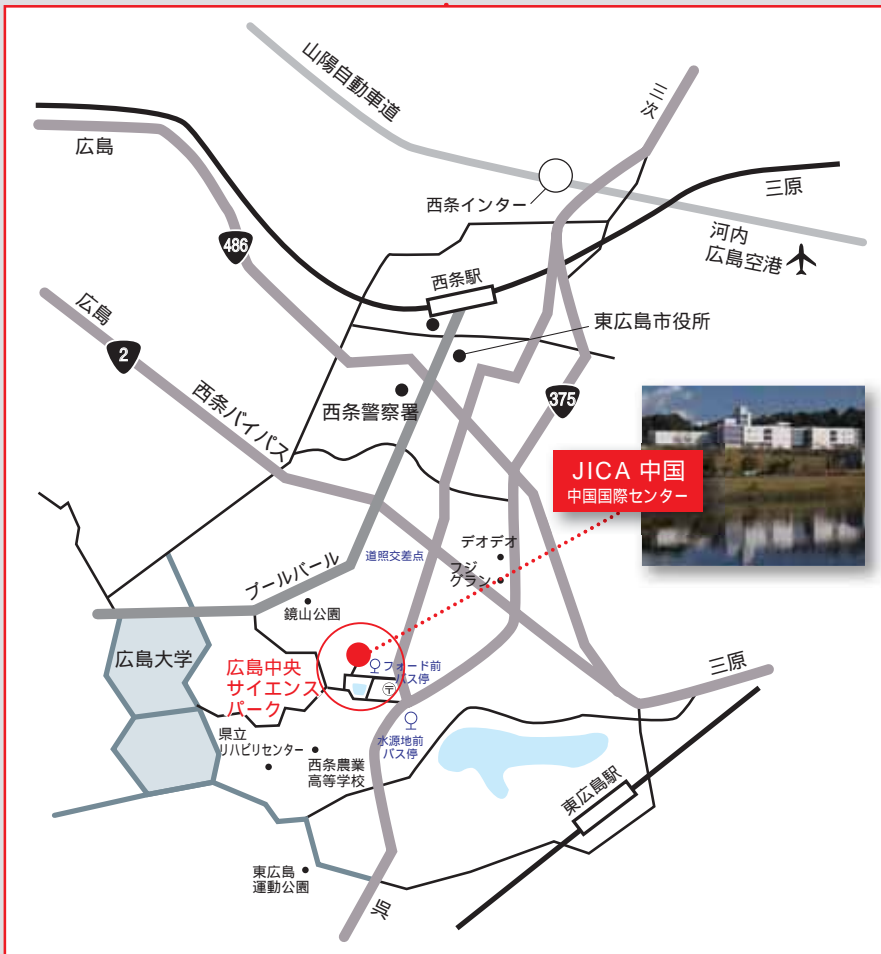 山陽自動車道
三次
広島
三原
西条インター
河内
広島空港
486
西条駅
広島
東広島市役所
2
375
西条警察署
西条バイパス
JICA 中国
中国国際センター
デオデオ
道照交差点
フジ
グラン
ブールバール
鏡山公園
広島大学
広島中央
サイエンス
パーク
フォード前
バス停
〒
三原
県立
リハビリセンター
水源地前
バス停
西条農業
高等学校
東広島駅
東広島
運動公園
呉